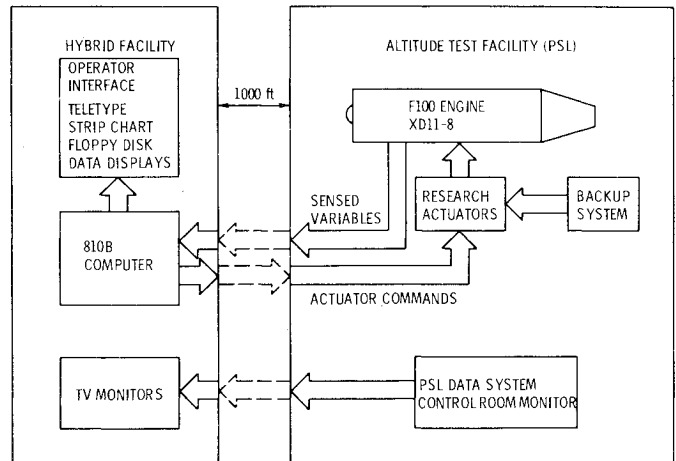 HYBRID FACILITY
OPERATOR
INTERFACE
TELETYPE
STRIP CHART
FLOPPY DISK
DATA DISPLAYS
810B
COMPUTER
TV MONITORS
1000 ft
ALTITUDE TEST FACILITY (PSL)
F100 ENGINE
XD11-8
SENSED
VARIABLES
RESEARCH
ACTUATORS
BACKUP
SYSTEM
ACTUATOR COMMANDS
PSL DATA SYSTEM
CONTROL ROOM MONITOR